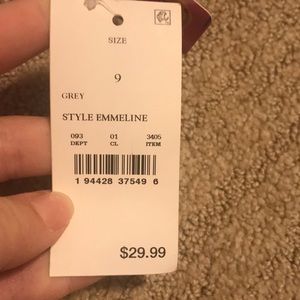 SIZE
9
GREY
STYLE EMMELINE
093 01 3405
DEPT CL ITEM
1 94428 37549 6
$29.99